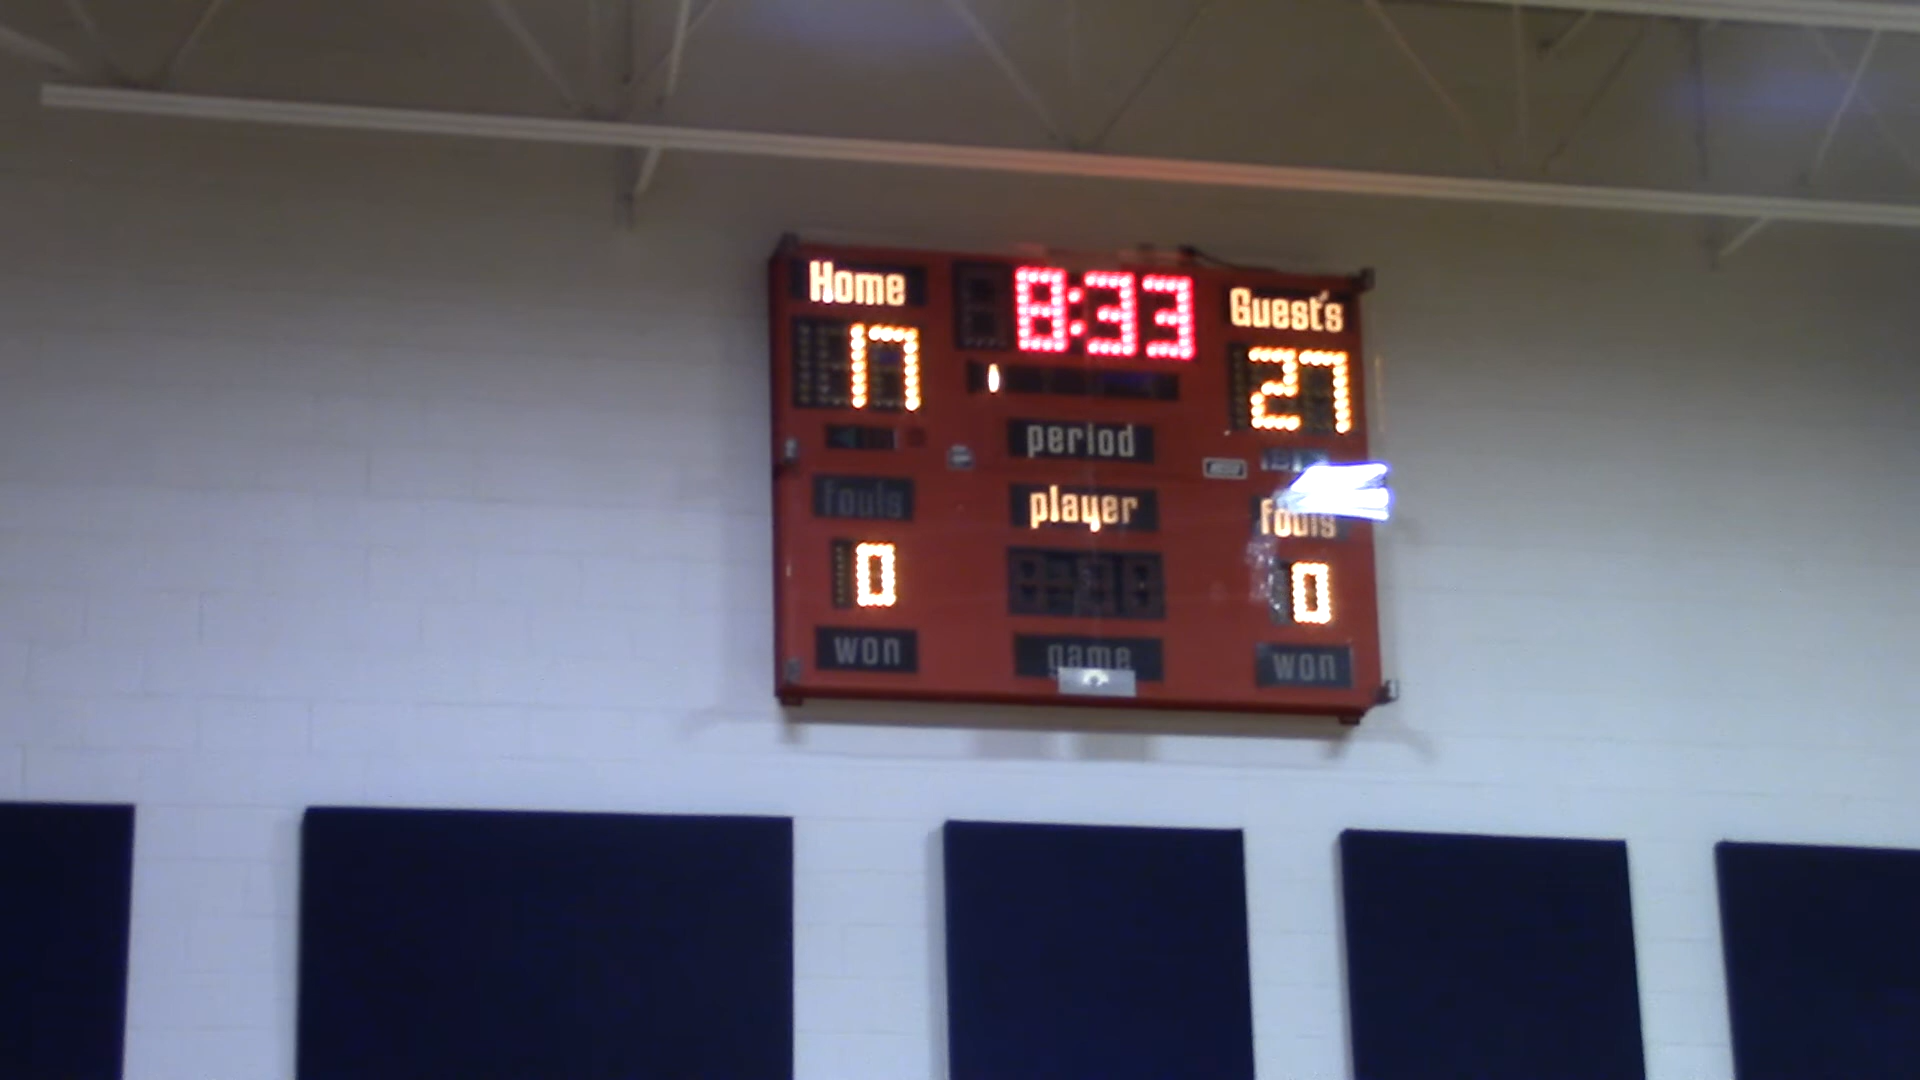 Home 8:33 Guests
17 27
period
fouls player fouls
0 0
won game won